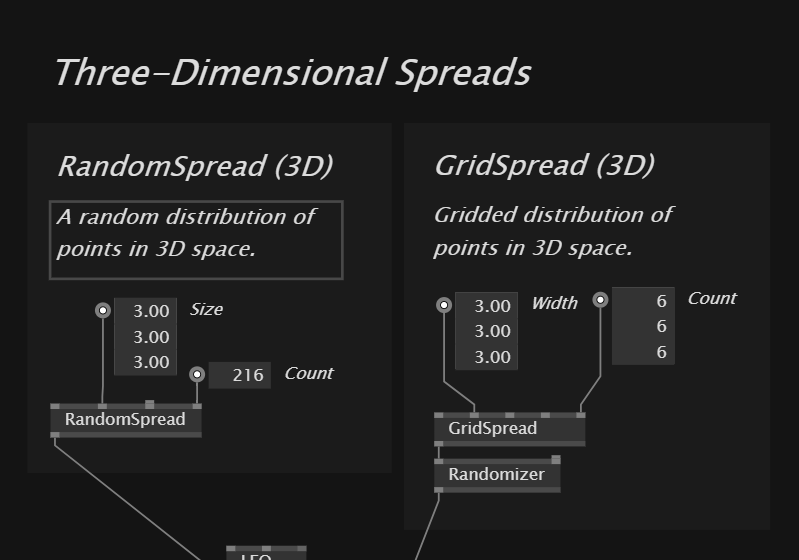 Three-Dimensional Spreads
RandomSpread (3D)
A random distribution of
points in 3D space.
3.00 Size
3.00
3.00
216 Count
RandomSpread
GridSpread (3D)
Gridded distribution of
points in 3D space.
3.00 Width
3.00
3.00
6 Count
6
6
GridSpread
Randomizer
LFO